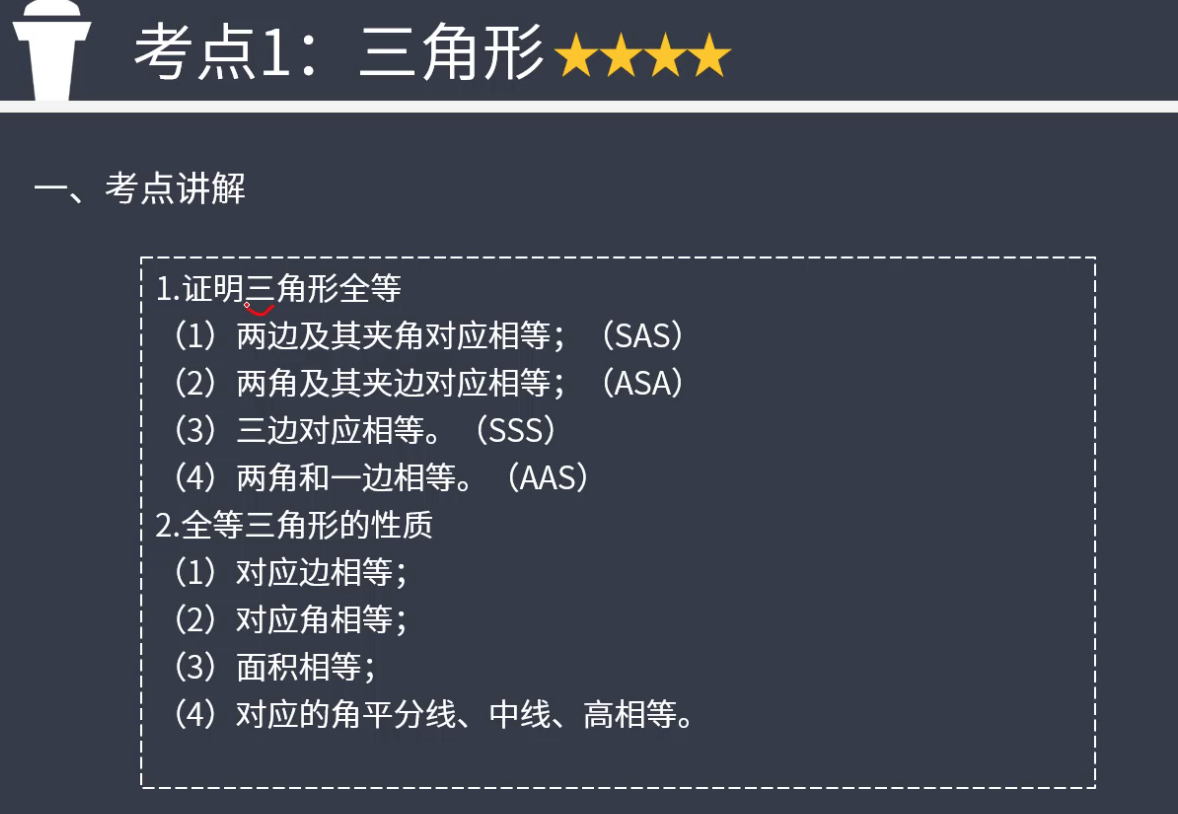 考点1：三角形★★★★
一、考点讲解
1.证明三角形全等
（1）两边及其夹角对应相等；（SAS）
（2）两角及其夹边对应相等；（ASA）
（3）三边对应相等。（SSS）
（4）两角和一边相等。（AAS）
2.全等三角形的性质
（1）对应边相等；
（2）对应角相等；
（3）面积相等；
（4）对应的角平分线、中线、高相等。